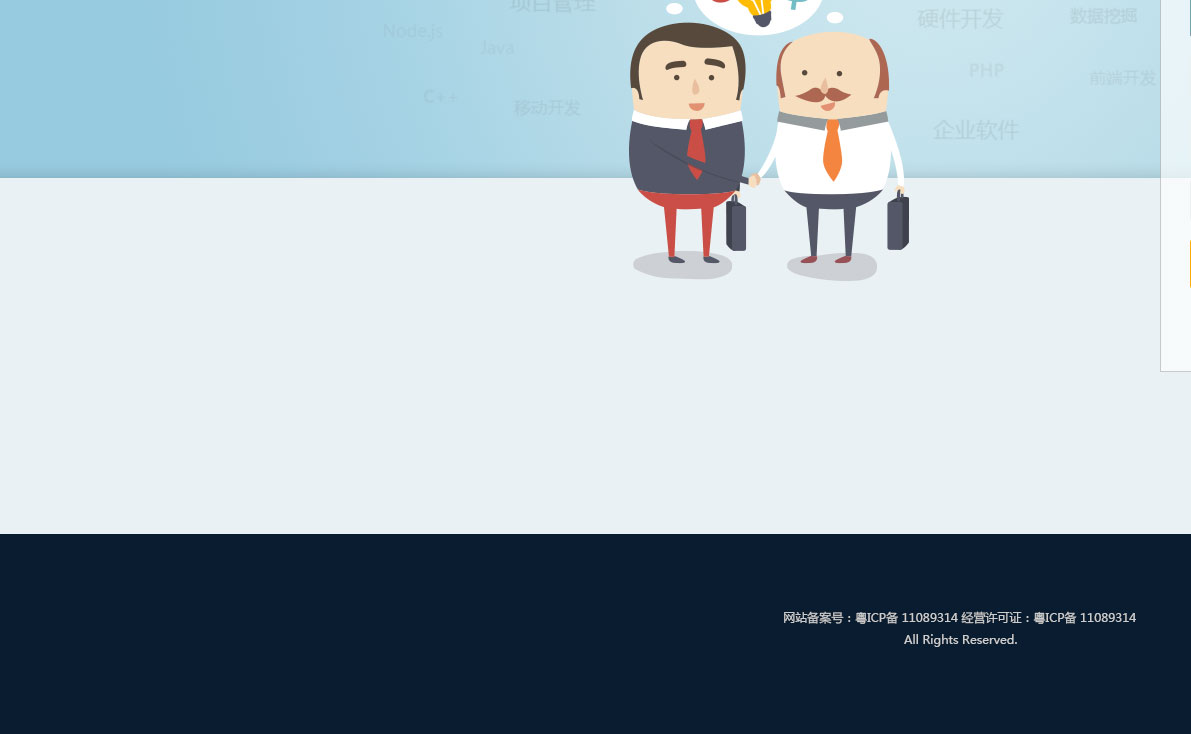 项目管理
硬件开发
数据挖掘
Node.js
Java
PHP
前端开发
C++
移动开发
企业软件
网站备案号：粤ICP备 11089314 经营许可证：粤ICP备 11089314
All Rights Reserved.